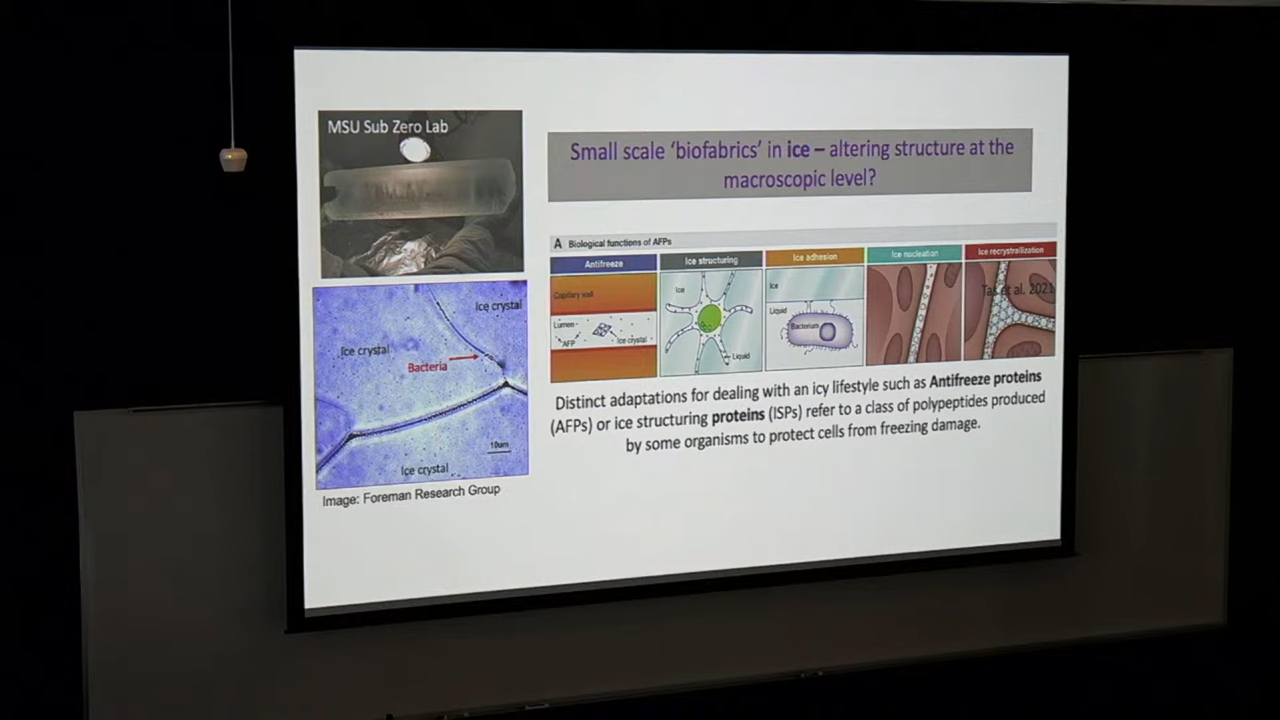 MSU Sub Zero Lab
Small scale 'biofabrics' in ice – altering structure at the
macroscopic level?
A Biological functions of AFPs
Antifreeze
Ice structuring
Ice adhesion
Ice nucleation
Ice recrystallization
Capillary wall
Lumen
AFP
Ice crystal
Ice
Liquid
Ice
Liquid
Bacterium
et al. 2021
Ice crystal
Ice crystal
Bacteria
10um
Ice crystal
Image: Foreman Research Group
Distinct adaptations for dealing with an icy lifestyle such as Antifreeze proteins
(AFPs) or ice structuring proteins (ISPs) refer to a class of polypeptides produced
by some organisms to protect cells from freezing damage.